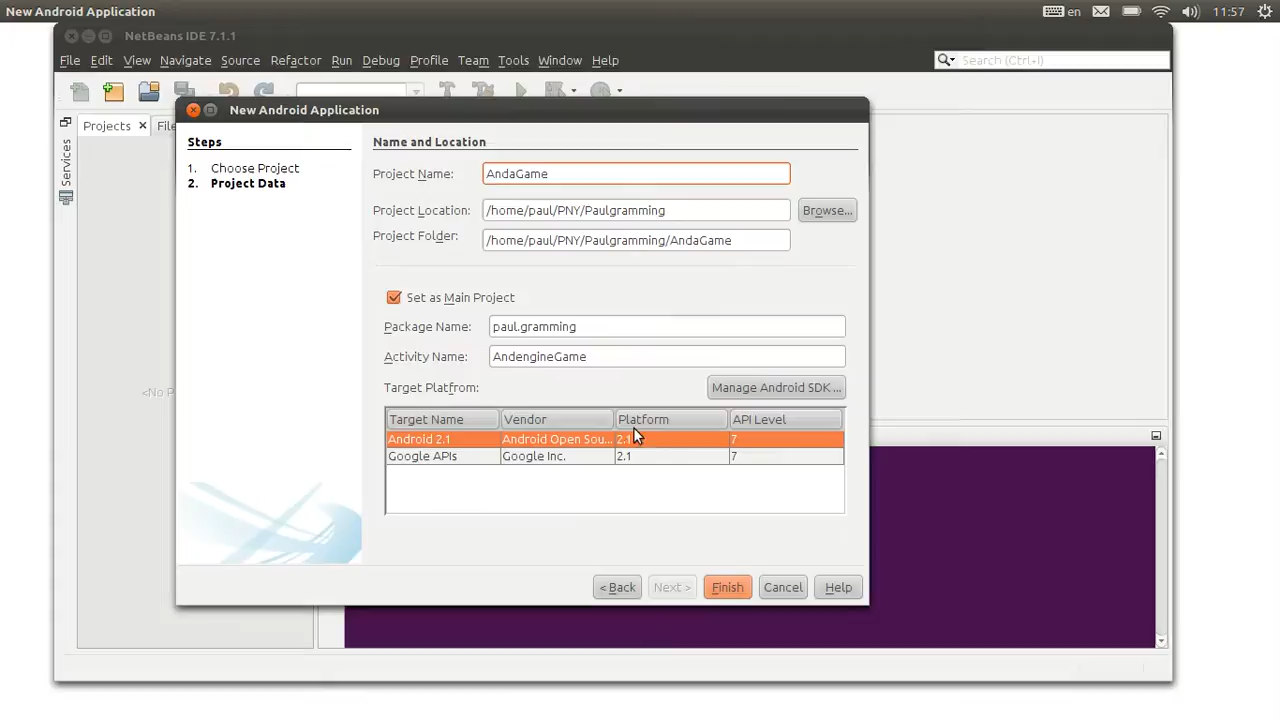 New Android Application
en
11:57
NetBeans IDE 7.1.1
File Edit View Navigate Source Refactor Run Debug Profile Team Tools Window Help
Search (Ctrl+I)
New Android Application
Projects
File
Services
Steps
1. Choose Project
2. Project Data
Name and Location
Project Name: AndaGame
Project Location: /home/paul/PNY/Paulgramming Browse...
Project Folder: /home/paul/PNY/Paulgramming/AndaGame
Set as Main Project
Package Name: paul.gramming
Activity Name: AndengineGame
Target Platfrom: Manage Android SDK ...
Target Name Vendor Platform API Level
Android 2.1 Android Open Sou... 2.1 7
Google APIs Google Inc. 2.1 7
<No P
<Back Next > Finish Cancel Help